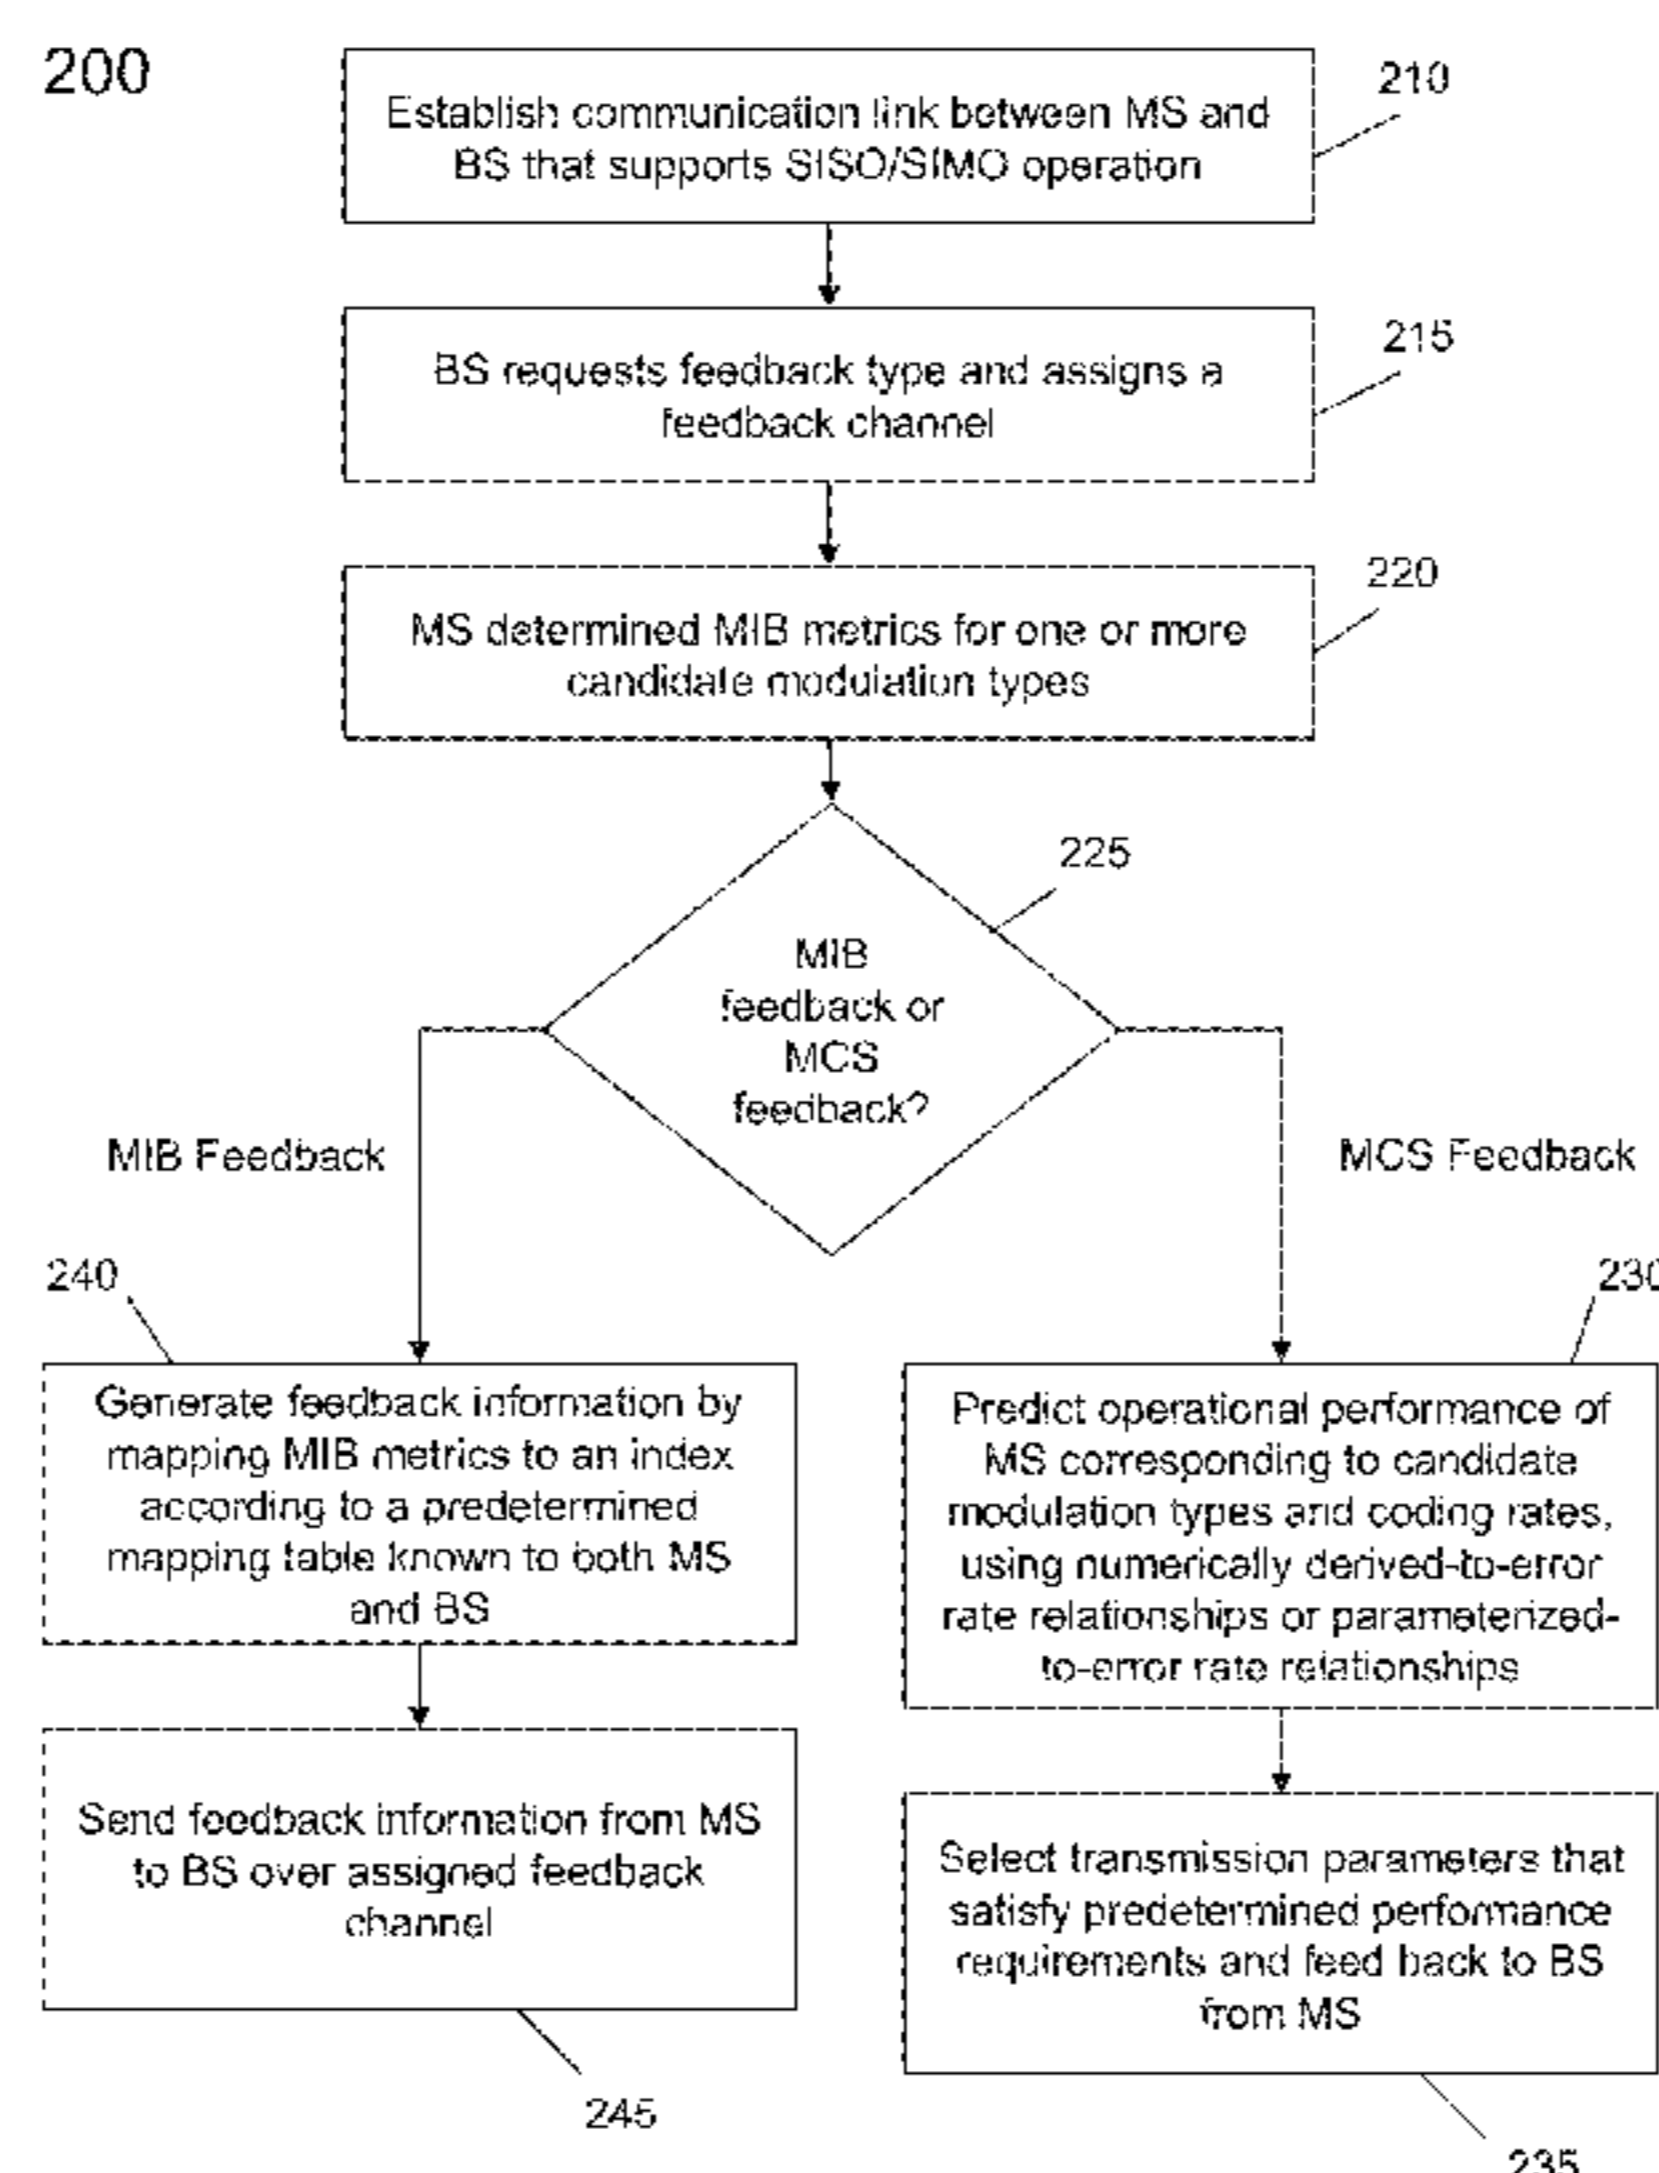 200
Establish communication link between MS and
BS that supports SISO/SIMO operation
210
BS requests feedback type and assigns a
feedback channel
215
MS determined MIB metrics for one or more
candidate modulation types
220
225
MIB
feedback or
MCS
feedback?
MIB Feedback
MCS Feedback
240
230
Generate feedback information by
mapping MIB metrics to an index
according to a predetermined
mapping table known to both MS
and BS
Predict operational performance of
MS corresponding to candidate
modulation types and coding rates,
using numerically derived-to-error
rate relationships or parameterized-
to-error rate relationships
Send feedback information from MS
to BS over assigned feedback
channel
245
Select transmission parameters that
satisfy predetermined performance
requirements and feed back to BS
from MS
235